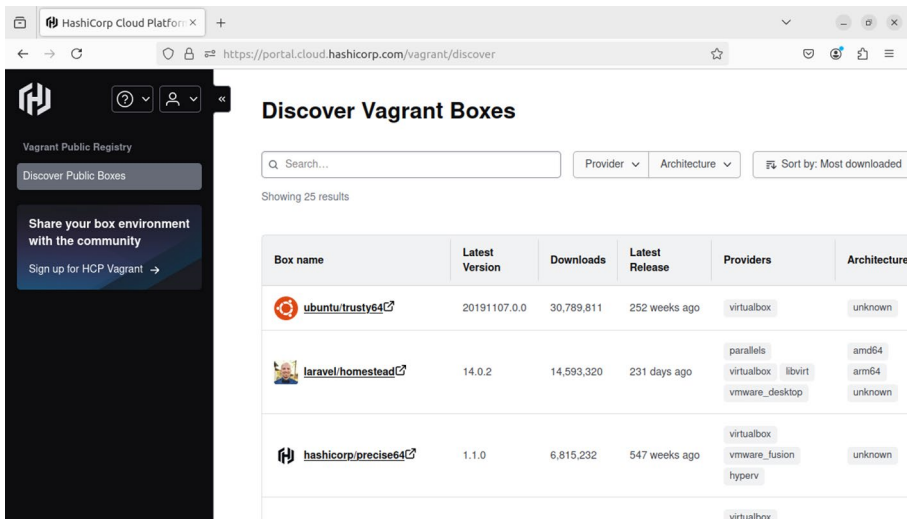 HashiCorp Cloud Platform
https://portal.cloud.hashicorp.com/vagrant/discover
Vagrant Public Registry
Discover Public Boxes
Share your box environment
with the community
Sign up for HCP Vagrant →
Discover Vagrant Boxes
Search...
Provider
Architecture
Sort by: Most downloaded
Showing 25 results
Box name
Latest Version
Downloads
Latest Release
Providers
Architecture
ubuntu/trusty64
20191107.0.0
30,789,811
252 weeks ago
virtualbox
unknown
laravel/homestead
14.0.2
14,593,320
231 days ago
parallels
virtualbox libvirt
vmware_desktop
amd64
arm64
unknown
hashicorp/precise64
1.1.0
6,815,232
547 weeks ago
virtualbox
vmware_fusion
hyperv
unknown
virtualbox